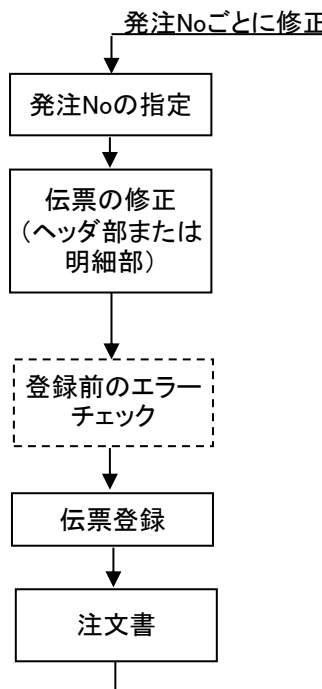 発注Noごとに修正
発注Noの指定
伝票の修正
（ヘッダ部または
明細部）
登録前のエラー
チェック
伝票登録
注文書